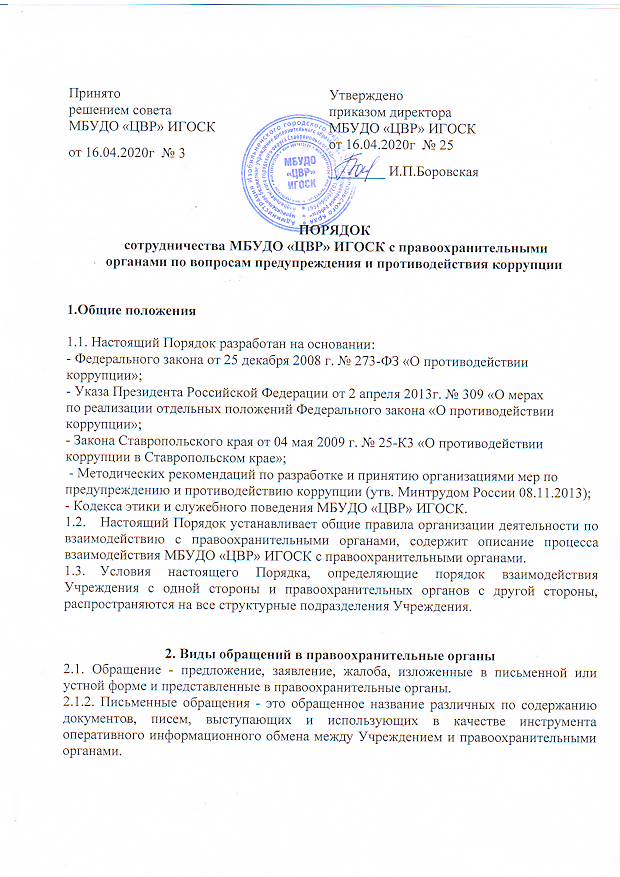 Принято
решением совета
МБУДО «ЦВР» ИГОСК
от 16.04.2020г № 3
Утверждено
приказом директора
МБУДО «ЦВР» ИГОСК
от 16.04.2020г № 25
И.П.Боровская
МБУДО
«ЦВР»
ИГОСК
ПОРЯДОК
сотрудничества МБУДО «ЦВР» ИГОСК с правоохранительными
органами по вопросам предупреждения и противодействия коррупции
1.Общие положения
1.1. Настоящий Порядок разработан на основании:
- Федерального закона от 25 декабря 2008 г. № 273-ФЗ «О противодействии
коррупции»;
- Указа Президента Российской Федерации от 2 апреля 2013г. № 309 «О мерах
по реализации отдельных положений Федерального закона «О противодействии
коррупции»;
- Закона Ставропольского края от 04 мая 2009 г. № 25-КЗ «О противодействии
коррупции в Ставропольском крае»;
- Методических рекомендаций по разработке и принятию организациями мер по
предупреждению и противодействию коррупции (утв. Минтрудом России 08.11.2013);
- Кодекса этики и служебного поведения МБУДО «ЦВР» ИГОСК.
1.2. Настоящий Порядок устанавливает общие правила организации деятельности по
взаимодействию с правоохранительными органами, содержит описание процесса
взаимодействия МБУДО «ЦВР» ИГОСК с правоохранительными органами.
1.3. Условия настоящего Порядка, определяющие порядок взаимодействия
Учреждения с одной стороны и правоохранительных органов с другой стороны,
распространяются на все структурные подразделения Учреждения.
2. Виды обращений в правоохранительные органы
2.1. Обращение - предложение, заявление, жалоба, изложенные в письменной или
устной форме и представленные в правоохранительные органы.
2.1.2. Письменные обращения - это обращенное название различных по содержанию
документов, писем, выступающих и использующих в качестве инструмента
оперативного информационного обмена между Учреждением и правоохранительными
органами.